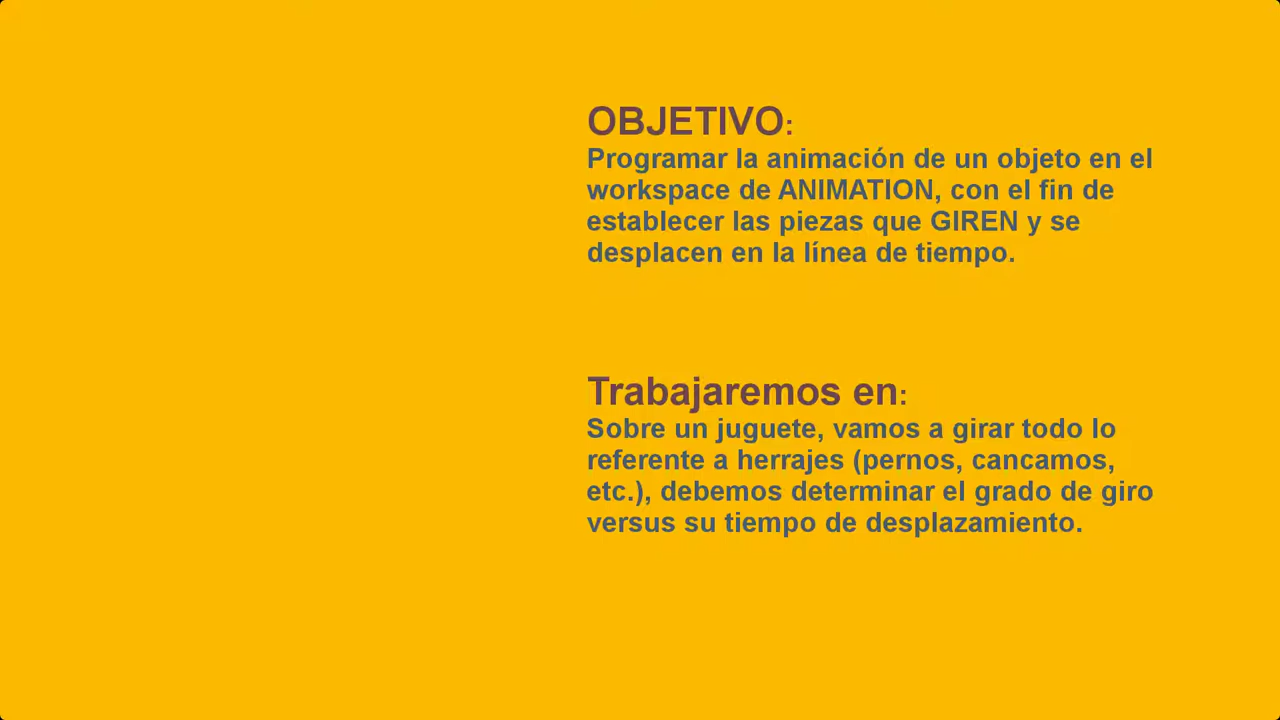 OBJETIVO:
Programar la animación de un objeto en el
workspace de ANIMATION, con el fin de
establecer las piezas que GIREN y se
desplacen en la línea de tiempo.
Trabajaremos en:
Sobre un juguete, vamos a girar todo lo
referente a herrajes (pernos, cancamos,
etc.), debemos determinar el grado de giro
versus su tiempo de desplazamiento.